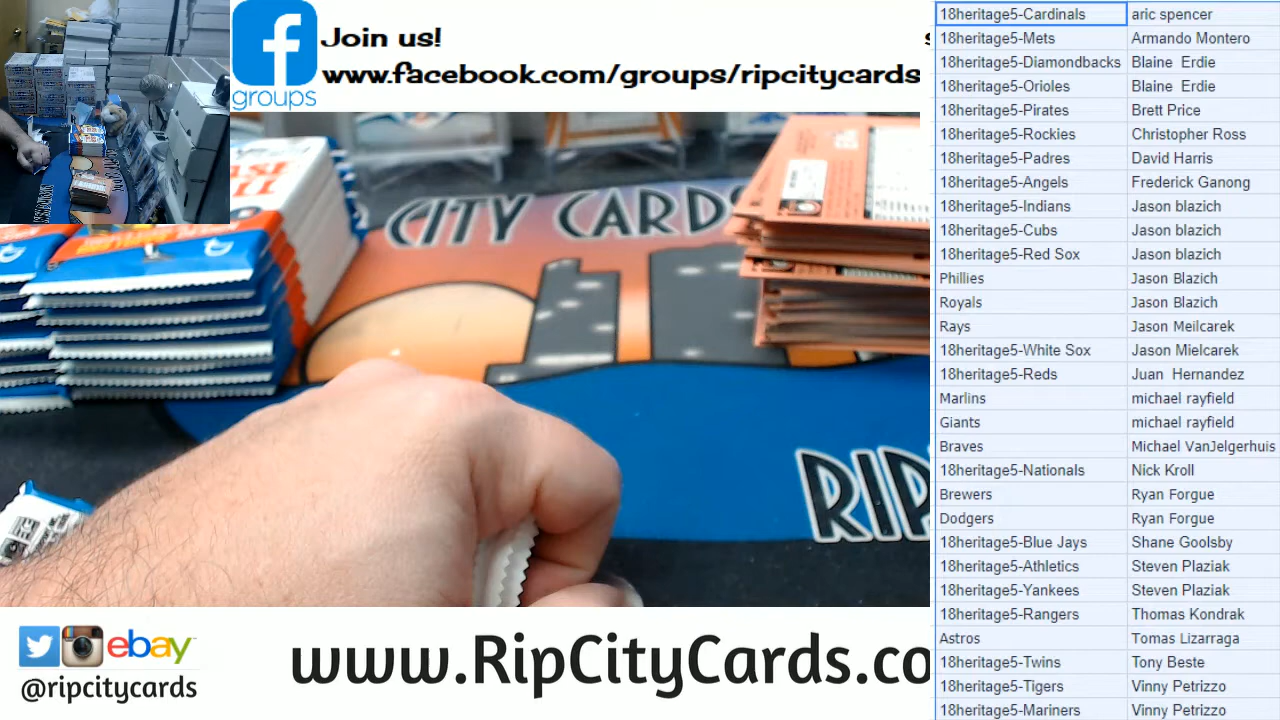 Join us!
www.facebook.com/groups/ripcitycards
groups
CITY CARDS
RIP
ebay
@ripcitycards
www.RipCityCards.co
18heritage5-Cardinals aric spencer
18heritage5-Mets Armando Montero
18heritage5-Diamondbacks Blaine Erdie
18heritage5-Orioles Blaine Erdie
18heritage5-Pirates Brett Price
18heritage5-Rockies Christopher Ross
18heritage5-Padres David Harris
18heritage5-Angels Frederick Ganong
18heritage5-Indians Jason blazich
18heritage5-Cubs Jason blazich
18heritage5-Red Sox Jason blazich
Phillies Jason Blazich
Royals Jason Blazich
Rays Jason Meilcarek
18heritage5-White Sox Jason Mielcarek
18heritage5-Reds Juan Hernandez
Marlins michael rayfield
Giants michael rayfield
Braves Michael VanJelgerhuis
18heritage5-Nationals Nick Kroll
Brewers Ryan Forgue
Dodgers Ryan Forgue
18heritage5-Blue Jays Shane Goolsby
18heritage5-Athletics Steven Plaziak
18heritage5-Yankees Steven Plaziak
18heritage5-Rangers Thomas Kondrak
Astros Tomas Lizarraga
18heritage5-Twins Tony Beste
18heritage5-Tigers Vinny Petrizzo
18heritage5-Mariners Vinny Petrizzo